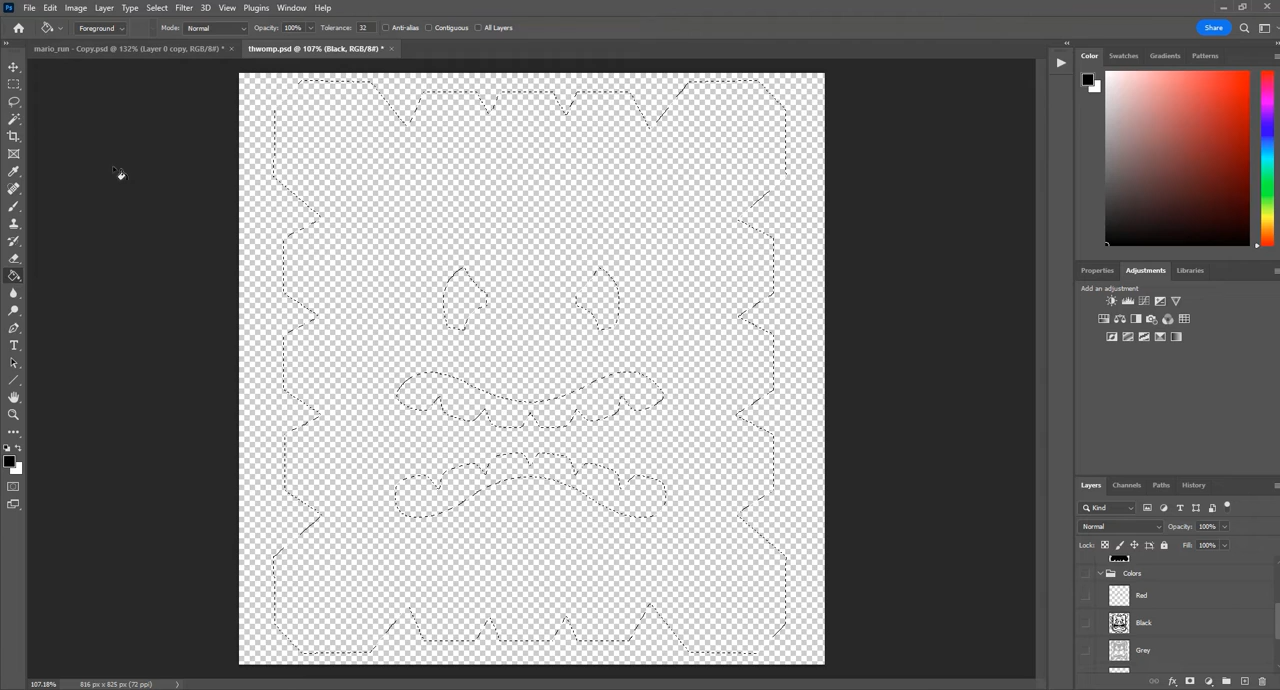 Ps File Edit Image Layer Type Select Filter 3D View Plugins Window Help
Foreground Mode: Normal Opacity: 100% Tolerance: 32 Anti-alias Contiguous All Layers Share
mario_run - Copy.psd @ 132% (Layer 0 copy, RGB/8#) * × thwomp.psd @ 107% (Black, RGB/8#) * ×
Color Swatches Gradients Patterns
Properties Adjustments Libraries
Add an adjustment
Layers Channels Paths History
Kind
Normal Opacity: 100%
Lock: Fill: 100%
Colors
Red
Black
Grey
107.18% 816 px x 825 px (72 ppi)